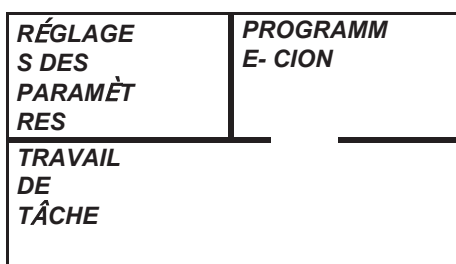 RÉGLAGE
S DES
PARAMÈT
RES
PROGRAMM
E- CION
TRAVAIL
DE
TÂCHE